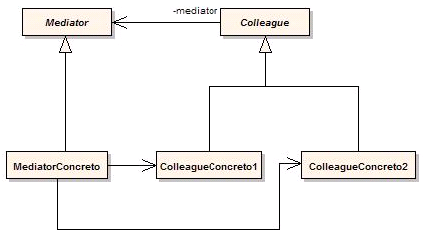 Mediator
-mediator
Colleague
MediatorConcreto
ColleagueConcreto1
ColleagueConcreto2